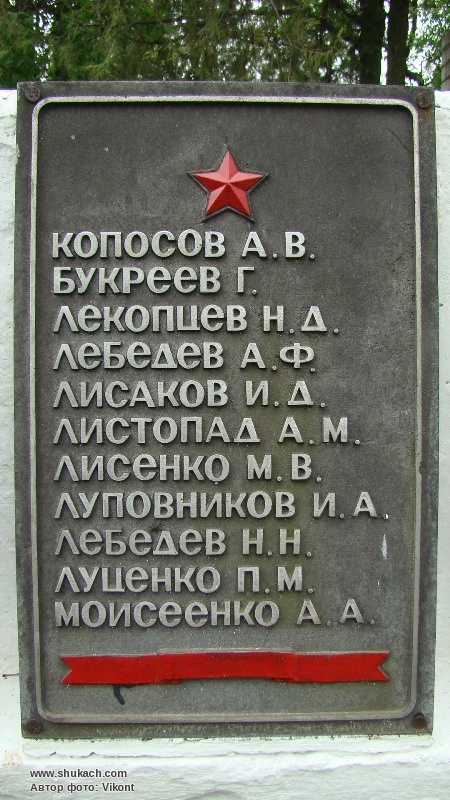 КОПОСОВ А.В.
БУКРЕЕВ Г.
ЛЕКОПЦЕВ Н.Д.
ЛЕБЕДЕВ А.Ф.
ЛИСАКОВ И.Д.
ЛИСТОПАД А.М.
ЛИСЕНКО М.В.
ЛУПОВНИКОВ И.А.
ЛЕБЕДЕВ Н.Н.
ЛУЦЕНКО П.М.
МОИСЕЕНКО А.А.
www.shukach.com
Автор фото: Vikont